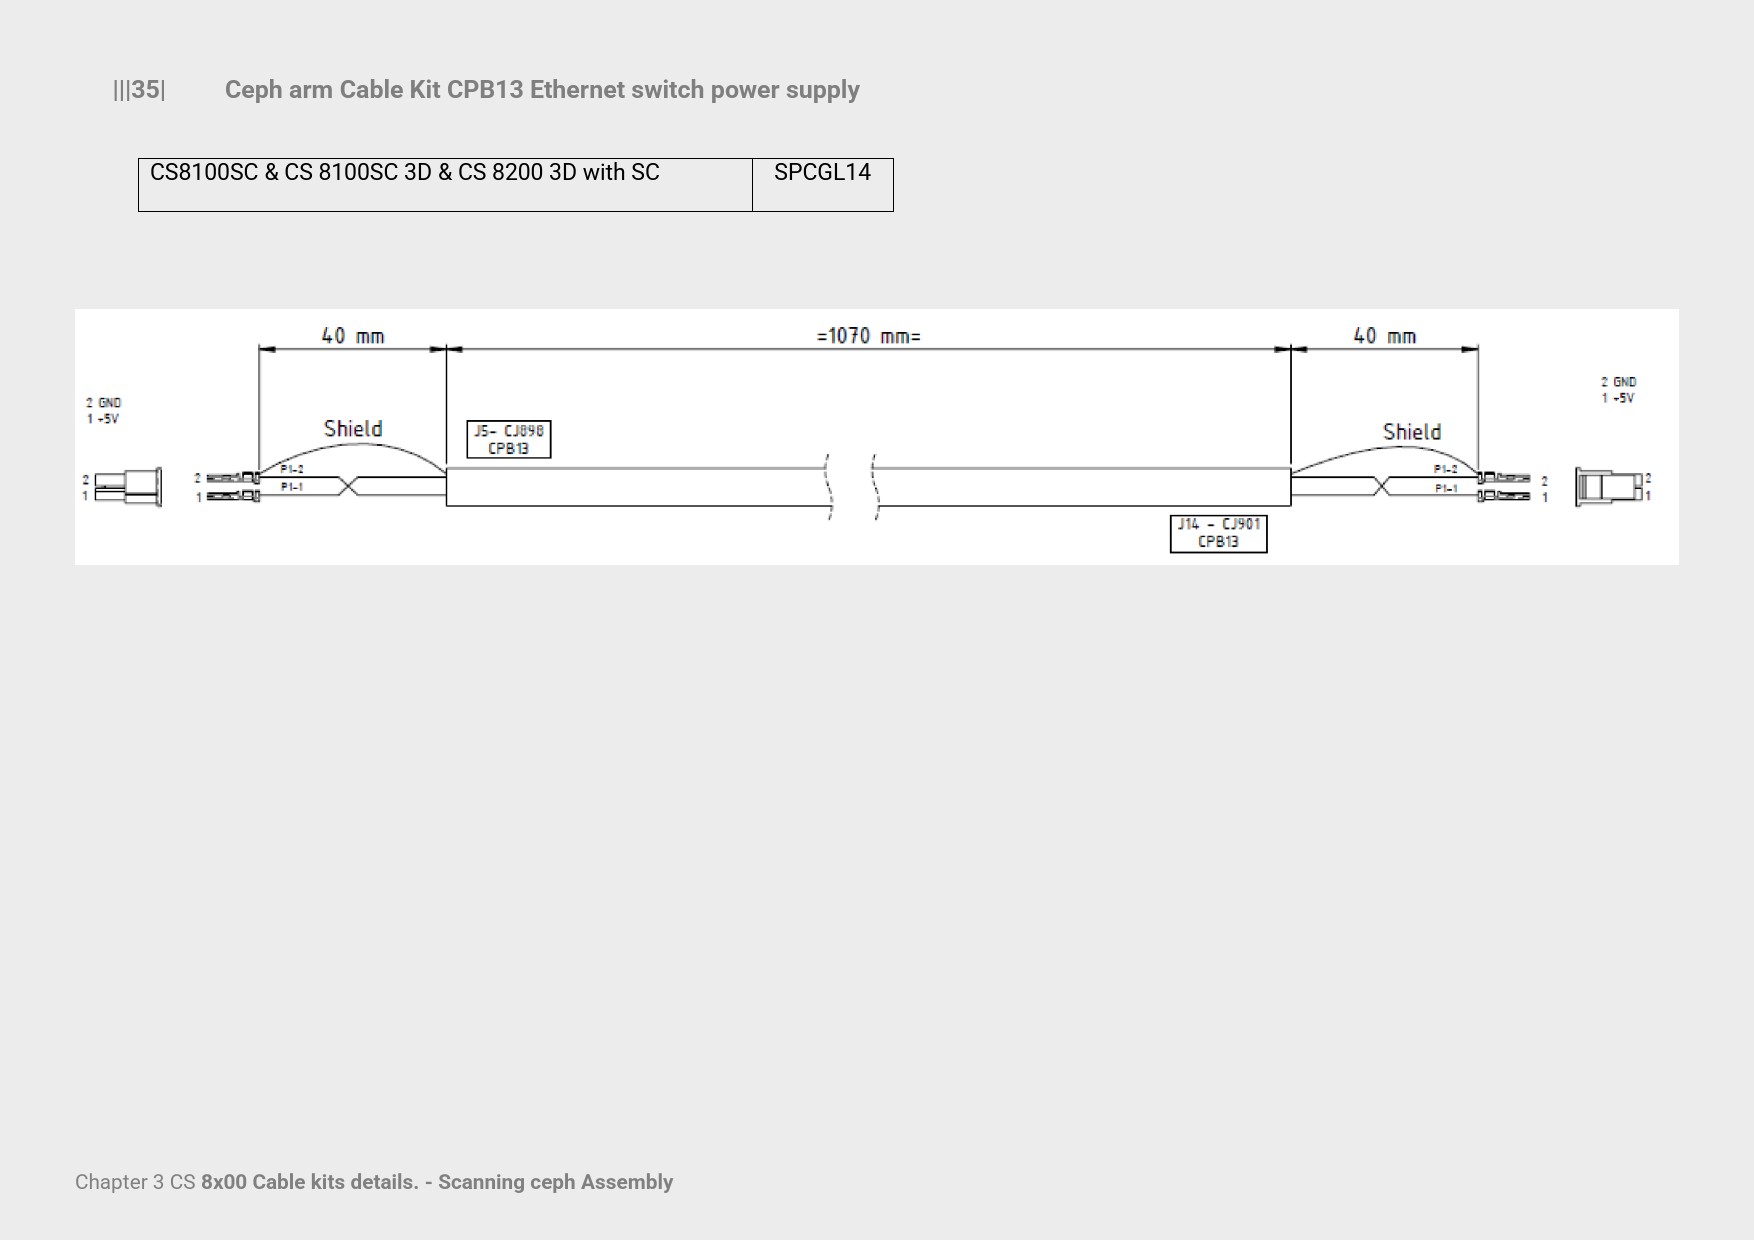 |||35| Ceph arm Cable Kit CPB13 Ethernet switch power supply
CS8100SC & CS 8100SC 3D & CS 8200 3D with SC SPCGL14
40 mm =1070 mm= 40 mm
2 GND
1 +5V
2 GND
1 +5V
Shield
J5- CJ898
CPB13
Shield
2
1
2 P1-2
1 P1-1
P1-2 2
P1-1 1
2
1
J14 - CJ901
CPB13
Chapter 3 CS 8x00 Cable kits details. - Scanning ceph Assembly